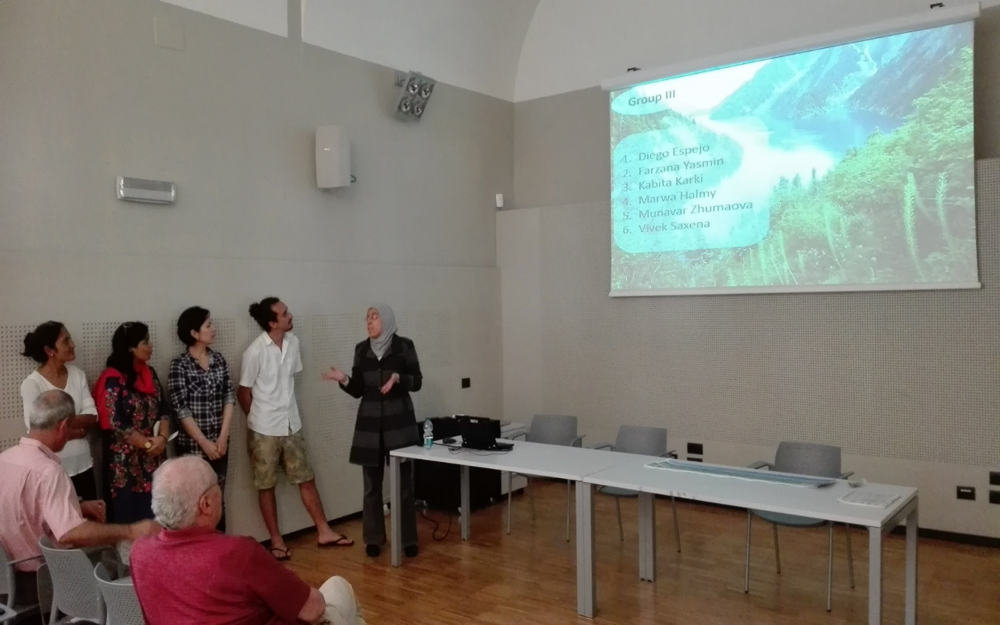 Group III
1. Diego Espejo
2. Farzana Yasmin
3. Kabita Karki
4. Marwa Halmy
5. Munavar Zhumaova
6. Vivek Saxena